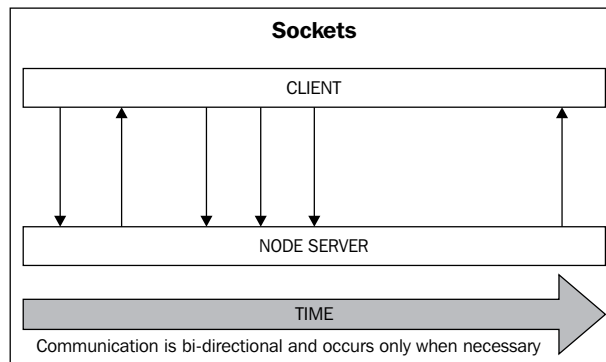 Sockets
CLIENT
NODE SERVER
TIME
Communication is bi-directional and occurs only when necessary